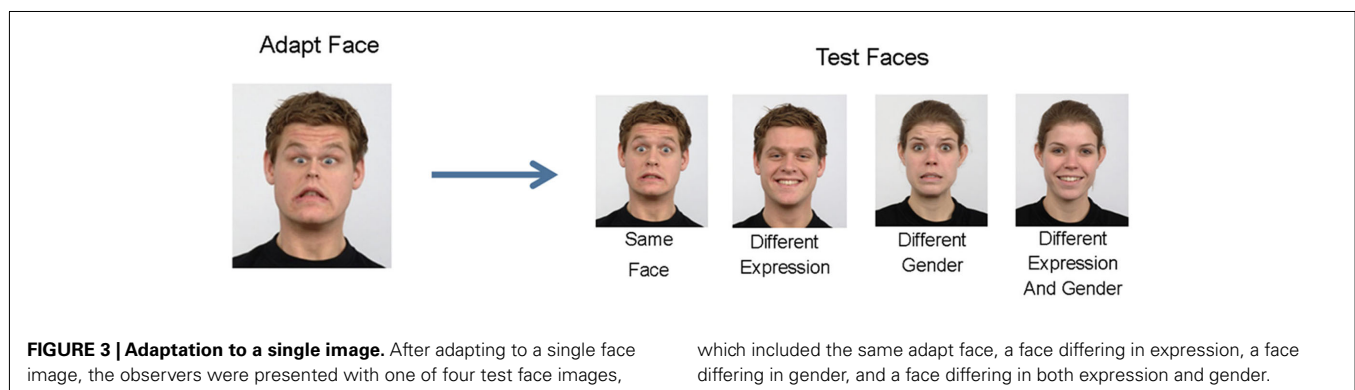 Adapt Face
Test Faces
Same
Face
Different
Expression
Different
Gender
Different
Expression
And Gender
FIGURE 3 | Adaptation to a single image. After adapting to a single face
image, the observers were presented with one of four test face images,
which included the same adapt face, a face differing in expression, a face
differing in gender, and a face differing in both expression and gender.